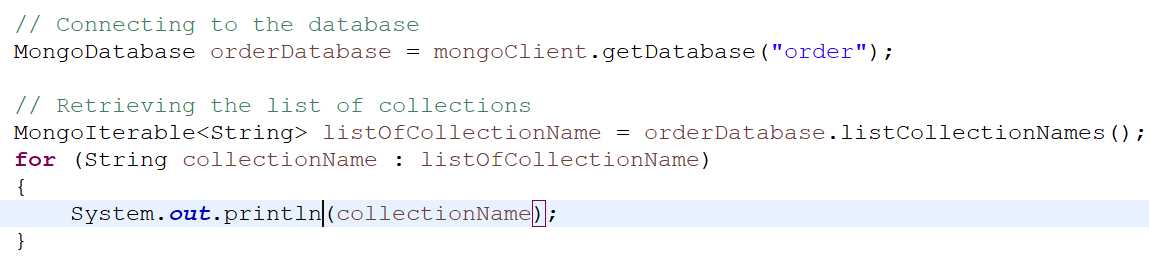 // Connecting to the database
MongoDatabase orderDatabase = mongoClient.getDatabase("order");
// Retrieving the list of collections
MongoIterable<String> listOfCollectionName = orderDatabase.listCollectionNames();
for (String collectionName : listOfCollectionName)
{
System.out.println(collectionName);
}